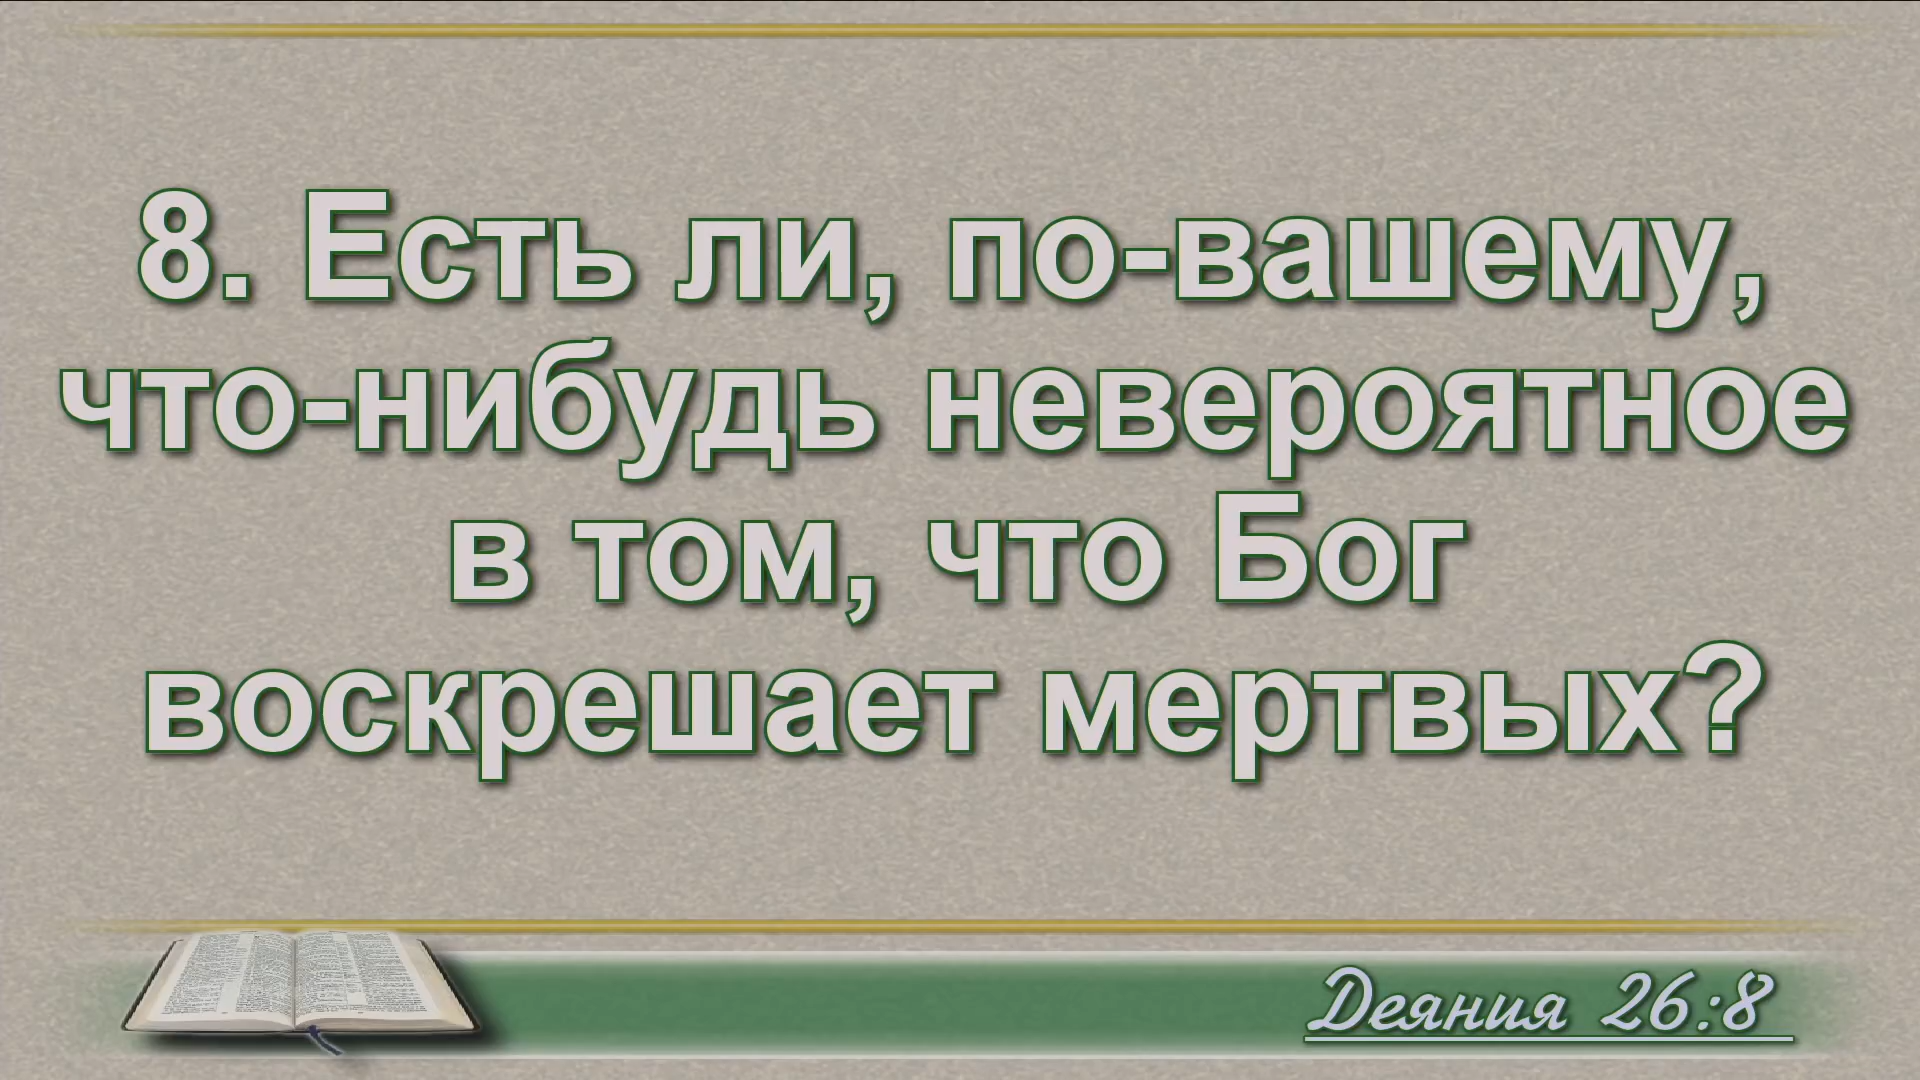 8. Есть ли, по-вашему,
что-нибудь невероятное
в том, что Бог
воскрешает мертвых?
Деяния 26:8